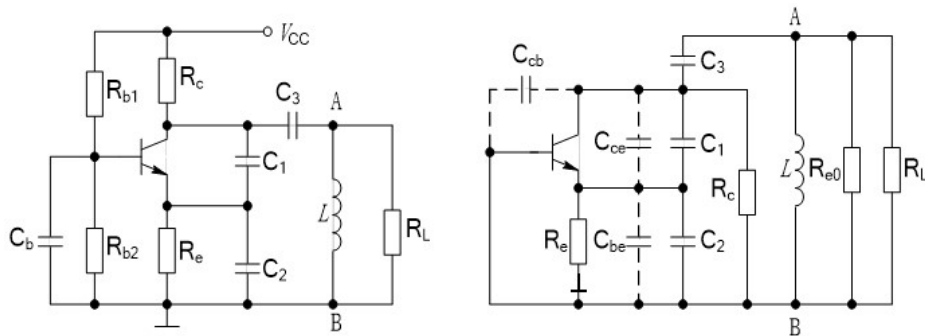 V_CC
R_b1
R_c
C_3
A
C_1
L
R_L
C_b
R_b2
R_e
C_2
B
A
C_cb
C_3
C_ce
C_1
R_c
L
R_e0
R_L
R_e
C_be
C_2
B